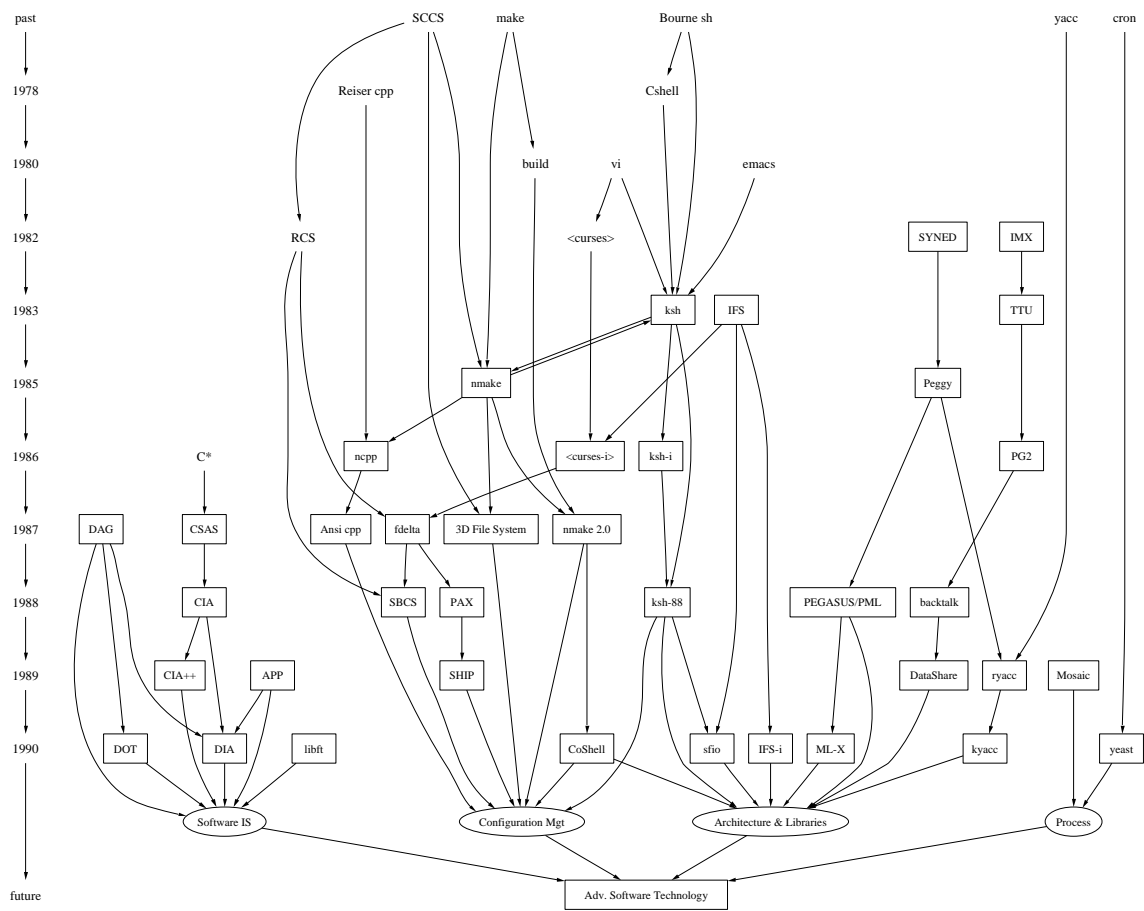 past SCCS make Bourne sh yacc cron
1978 Reiser cpp Cshell
1980 build vi emacs
1982 RCS <curses> SYNED IMX
1983 ksh IFS TTU
1985 nmake Peggy
1986 C* ncpp <curses-i> ksh-i PG2
1987 DAG CSAS Ansi cpp fdelta 3D File System nmake 2.0
1988 CIA SBCS PAX ksh-88 PEGASUS/PML backtalk
1989 CIA++ APP SHIP DataShare ryacc Mosaic
1990 DOT DIA libft CoShell sfio IFS-i ML-X kyacc yeast
Software IS Configuration Mgt Architecture & Libraries Process
future Adv. Software Technology